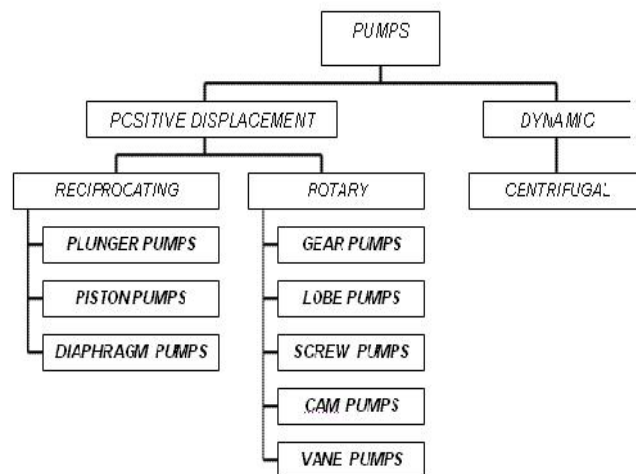 PUMPS
POSITIVE DISPLACEMENT
DYNAMIC
RECIPROCATING
ROTARY
CENTRIFUGAL
PLUNGER PUMPS
GEAR PUMPS
PISTON PUMPS
LOBE PUMPS
DIAPHRAGM PUMPS
SCREW PUMPS
CAM PUMPS
VANE PUMPS